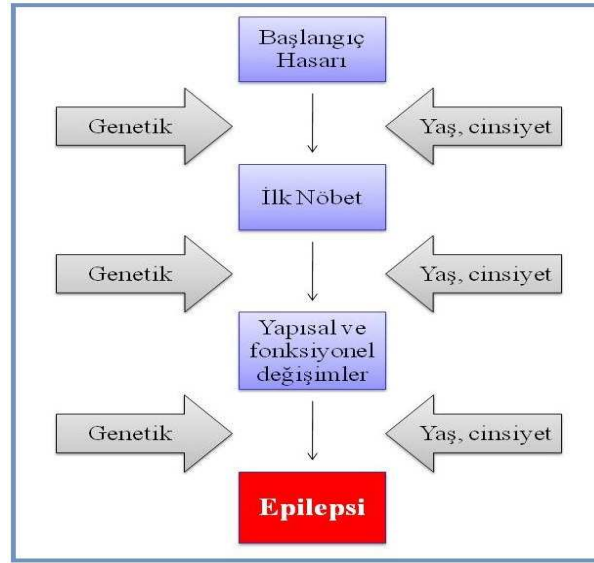 Başlangıç
Hasarı
Genetik
Yaş, cinsiyet
İlk Nöbet
Genetik
Yaş, cinsiyet
Yapısal ve
fonksiyonel
değişimler
Genetik
Yaş, cinsiyet
Epilepsi